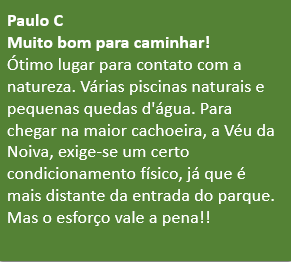 Paulo C
Muito bom para caminhar!
Ótimo lugar para contato com a
natureza. Várias piscinas naturais e
pequenas quedas d'água. Para
chegar na maior cachoeira, a Véu da
Noiva, exige-se um certo
condicionamento físico, já que é
mais distante da entrada do parque.
Mas o esforço vale a pena!!